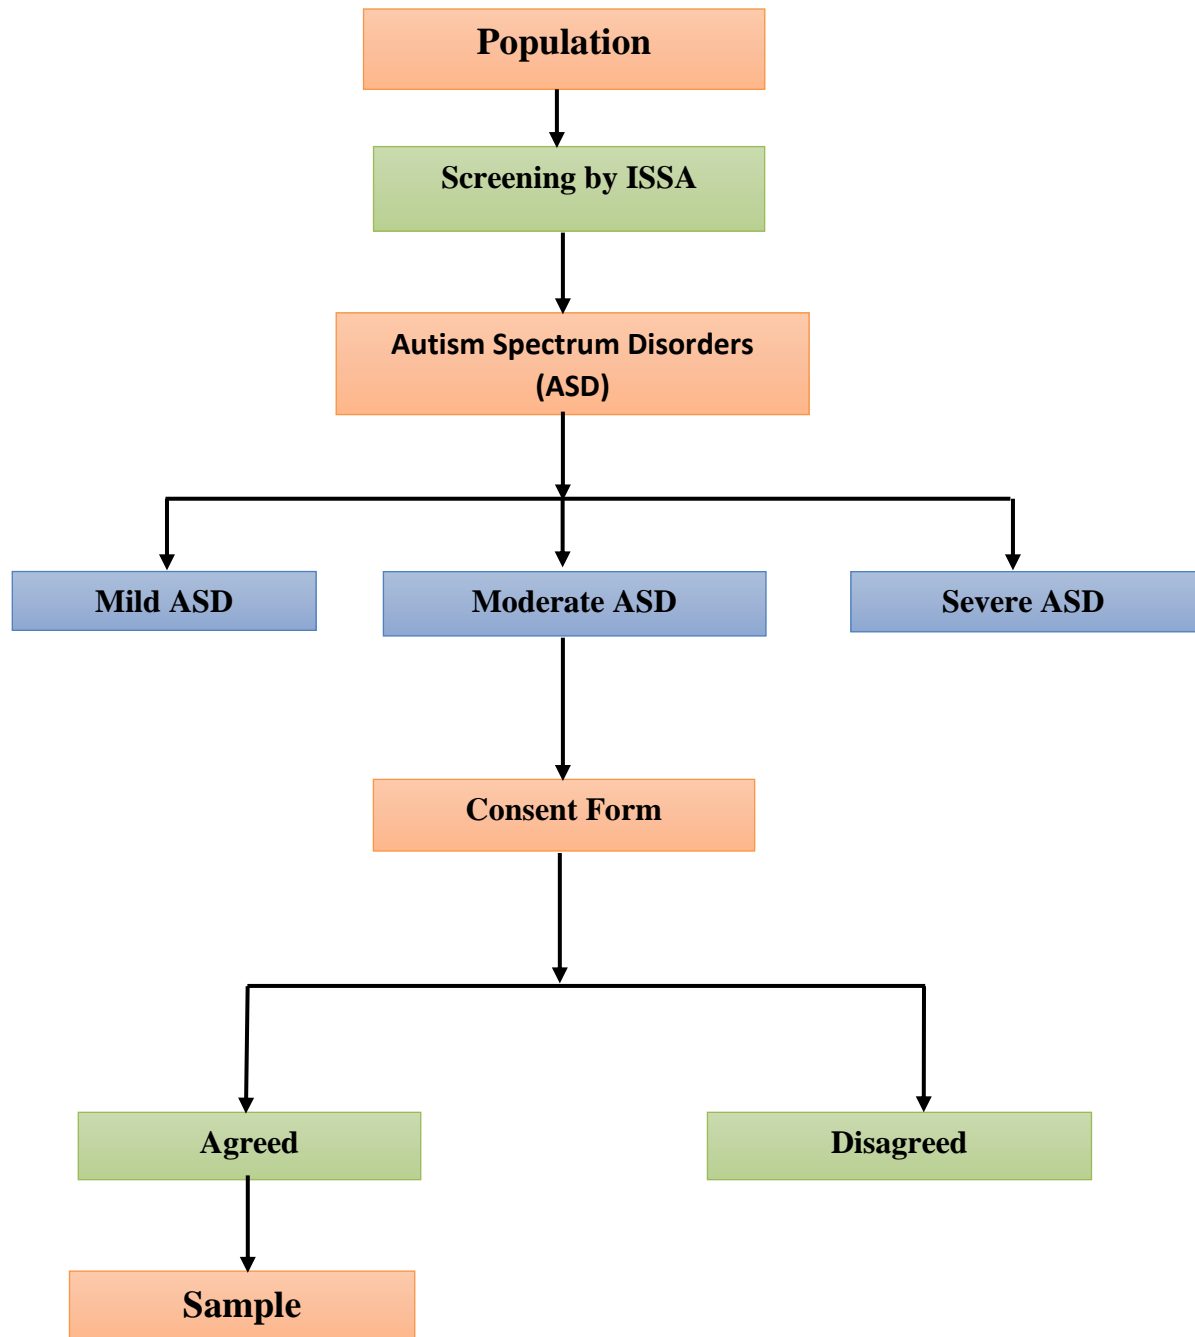 Population
Screening by ISSA
Autism Spectrum Disorders
(ASD)
Mild ASD
Moderate ASD
Severe ASD
Consent Form
Agreed
Disagreed
Sample